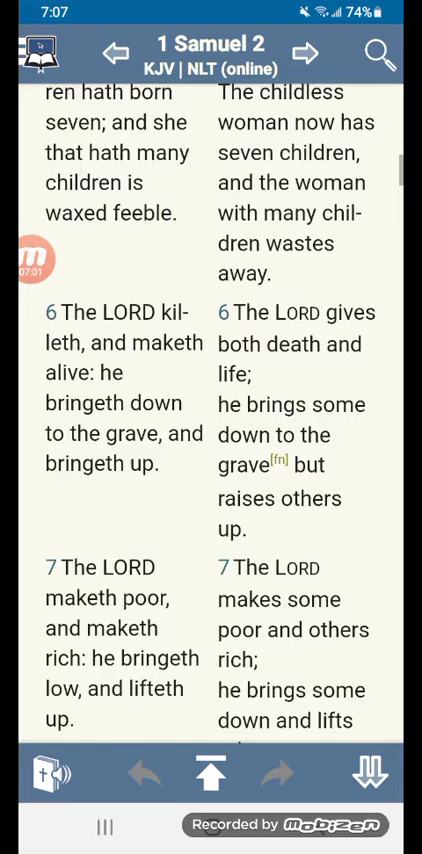 7:07
74%
1 Samuel 2
KJV | NLT (online)
ren hath born
seven; and she
that hath many
children is
waxed feeble.
The childless
woman now has
seven children,
and the woman
with many chil-
dren wastes
away.
07:01
6 The LORD kil-
leth, and maketh
alive: he
bringeth down
to the grave, and
bringeth up.
6 The LORD gives
both death and
life;
he brings some
down to the
grave[fn] but
raises others
up.
7 The LORD
maketh poor,
and maketh
rich: he bringeth
low, and lifteth
up.
7 The LORD
makes some
poor and others
rich;
he brings some
down and lifts
Recorded by mobizen